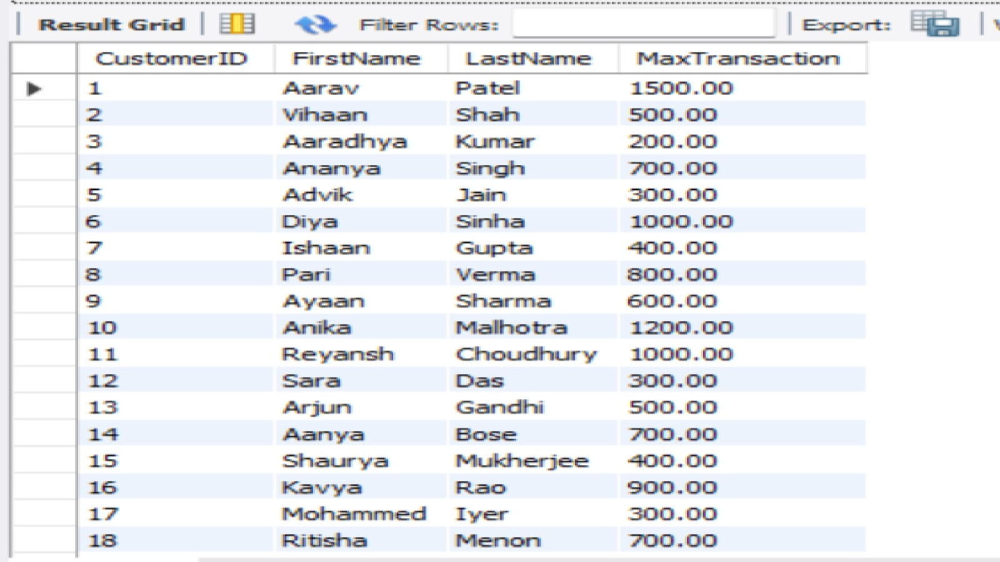 Result Grid Filter Rows: Export:
CustomerID FirstName LastName MaxTransaction
1 Aarav Patel 1500.00
2 Vihaan Shah 500.00
3 Aaradhya Kumar 200.00
4 Ananya Singh 700.00
5 Advik Jain 300.00
6 Diya Sinha 1000.00
7 Ishaan Gupta 400.00
8 Pari Verma 800.00
9 Ayaan Sharma 600.00
10 Anika Malhotra 1200.00
11 Reyansh Choudhury 1000.00
12 Sara Das 300.00
13 Arjun Gandhi 500.00
14 Aanya Bose 700.00
15 Shaurya Mukherjee 400.00
16 Kavya Rao 900.00
17 Mohammed Iyer 300.00
18 Ritisha Menon 700.00